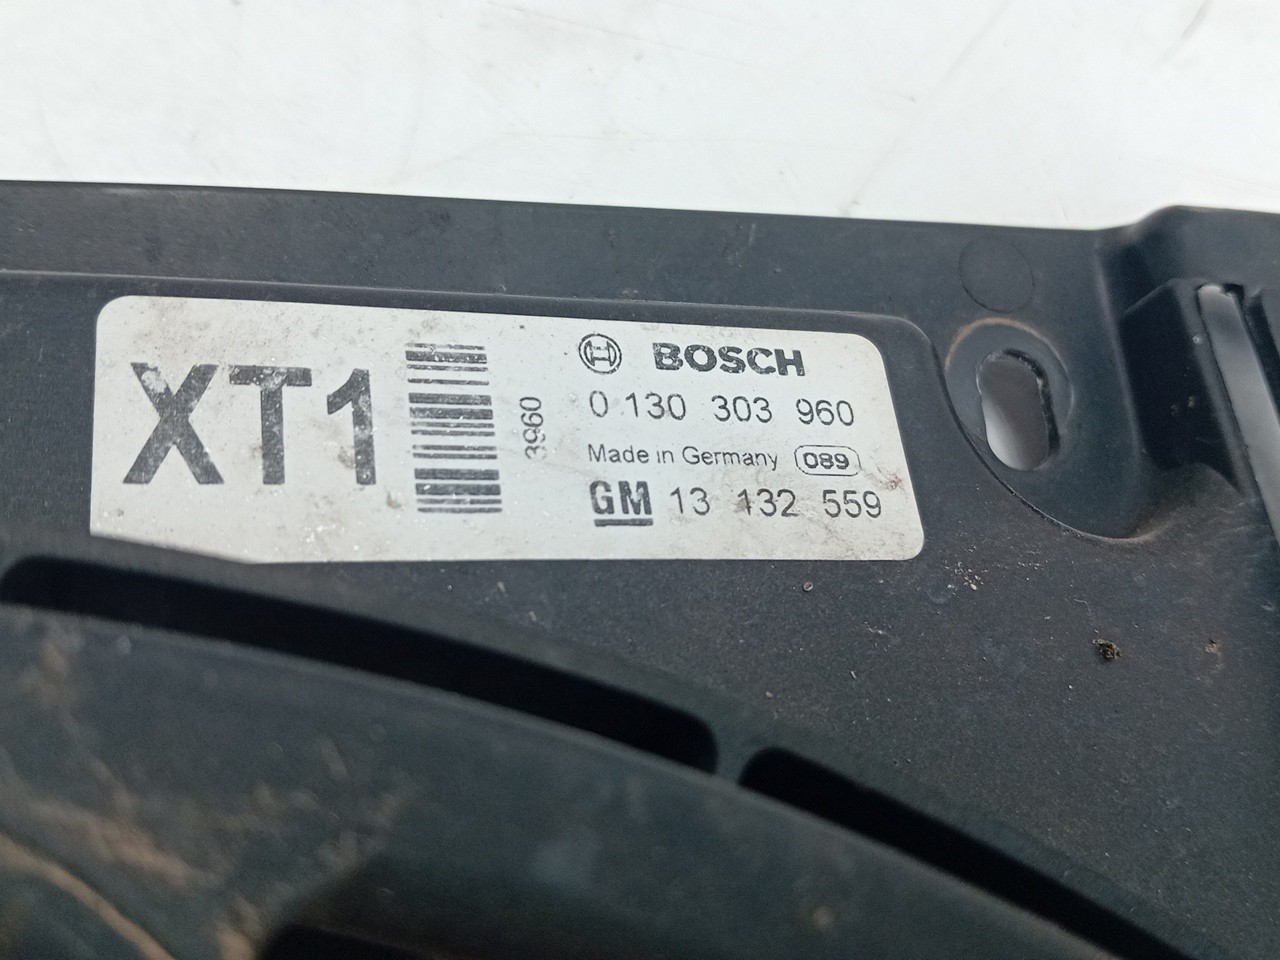 XT1
3960
BOSCH
0 130 303 960
Made in Germany 089
GM 13 132 559